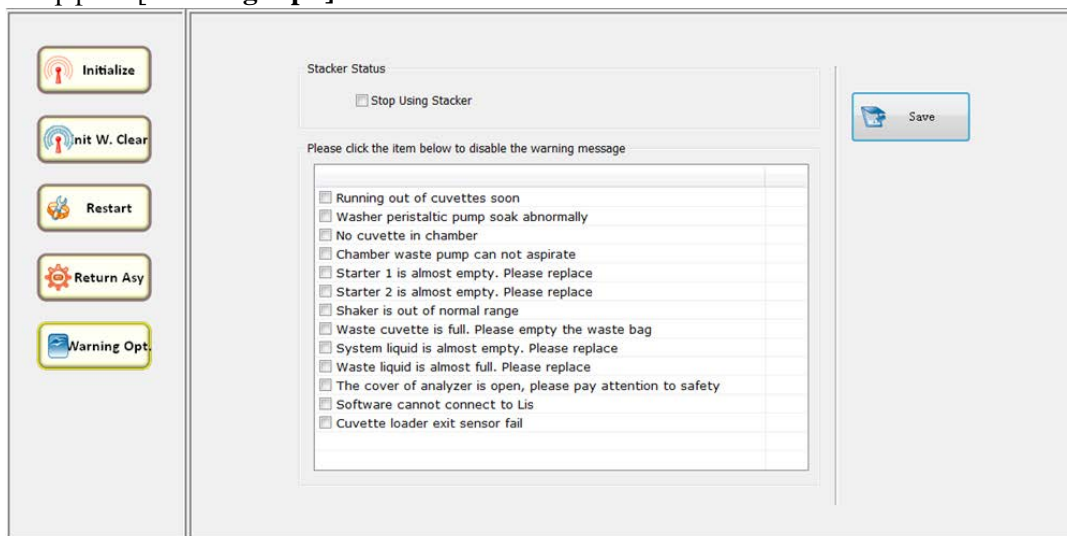 Initialize
Init W. Clear
Restart
Return Asy
Warning Opt.
Stacker Status
Stop Using Stacker
Please click the item below to disable the warning message
Running out of cuvettes soon
Washer peristaltic pump soak abnormally
No cuvette in chamber
Chamber waste pump can not aspirate
Starter 1 is almost empty. Please replace
Starter 2 is almost empty. Please replace
Shaker is out of normal range
Waste cuvette is full. Please empty the waste bag
System liquid is almost empty. Please replace
Waste liquid is almost full. Please replace
The cover of analyzer is open, please pay attention to safety
Software cannot connect to Lis
Cuvette loader exit sensor fail
Save